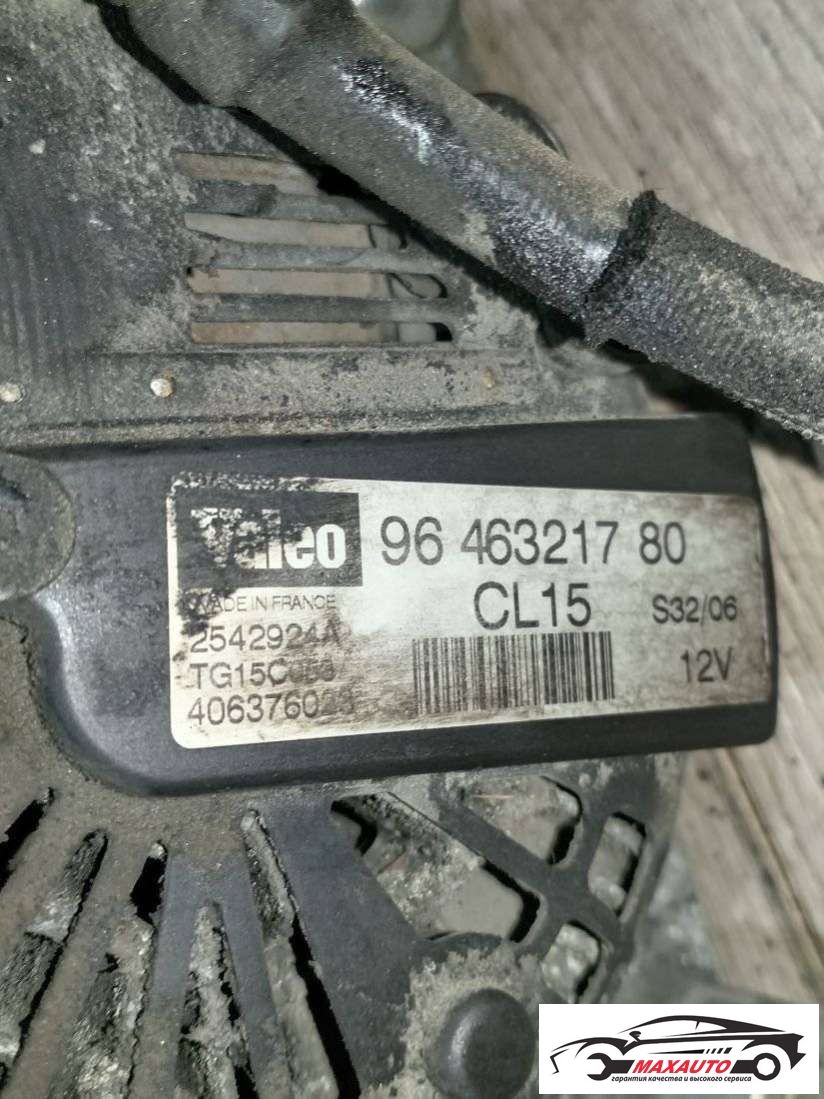 Valeo
96 463217 80
MADE IN FRANCE
CL15
S32/06
2542924A
12V
MAXAUTO
гарантия качества и высокого сервиса